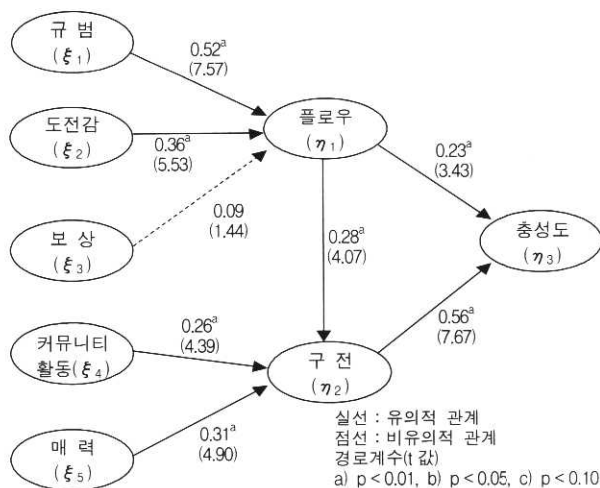 규 범
(ξ₁)
0.52ᵃ
(7.57)
도전감
(ξ₂)
0.36ᵃ
(5.53)
플로우
(η₁)
0.23ᵃ
(3.43)
보 상
(ξ₃)
0.09
(1.44)
0.28ᵃ
(4.07)
충성도
(η₃)
커뮤니티
활동(ξ₄)
0.26ᵃ
(4.39)
구 전
(η₂)
0.56ᵃ
(7.67)
매 력
(ξ₅)
0.31ᵃ
(4.90)
실선 : 유의적 관계
점선 : 비유의적 관계
경로계수(t 값)
a) p < 0.01, b) p < 0.05, c) p < 0.10